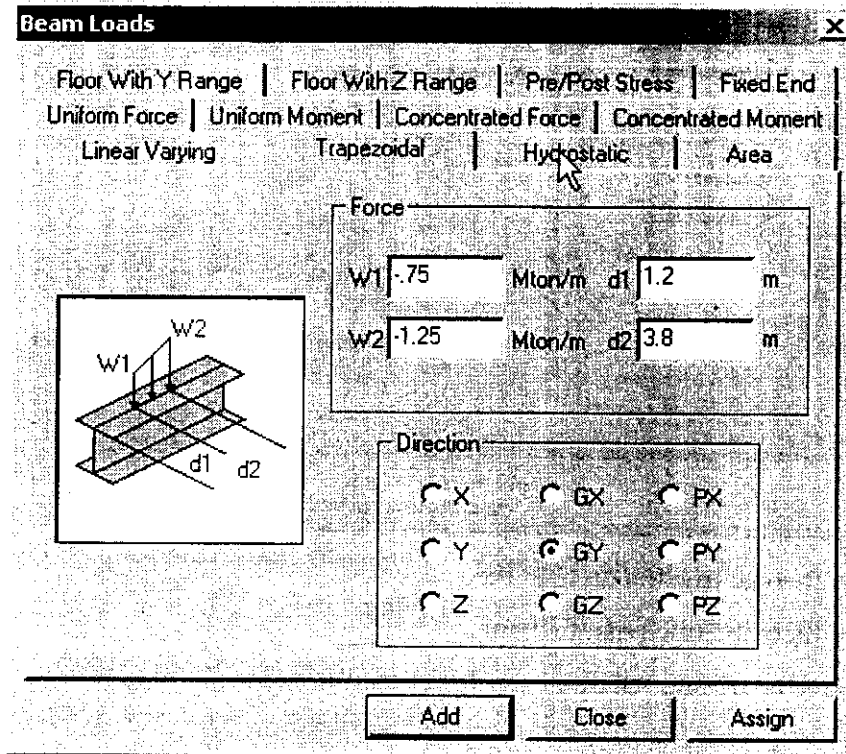 Beam Loads
Floor With Y Range Floor With Z Range Pre/Post Stress Fixed End
Uniform Force Uniform Moment Concentrated Force Concentrated Moment
Linear Varying Trapezoidal Hydrostatic Area
Force
W1 -.75 Mton/m d1 1.2 m
W2 -1.25 Mton/m d2 3.8 m
W2
W1
d1 d2
Direction
X GX PX
Y GY PY
Z GZ PZ
Add Close Assign